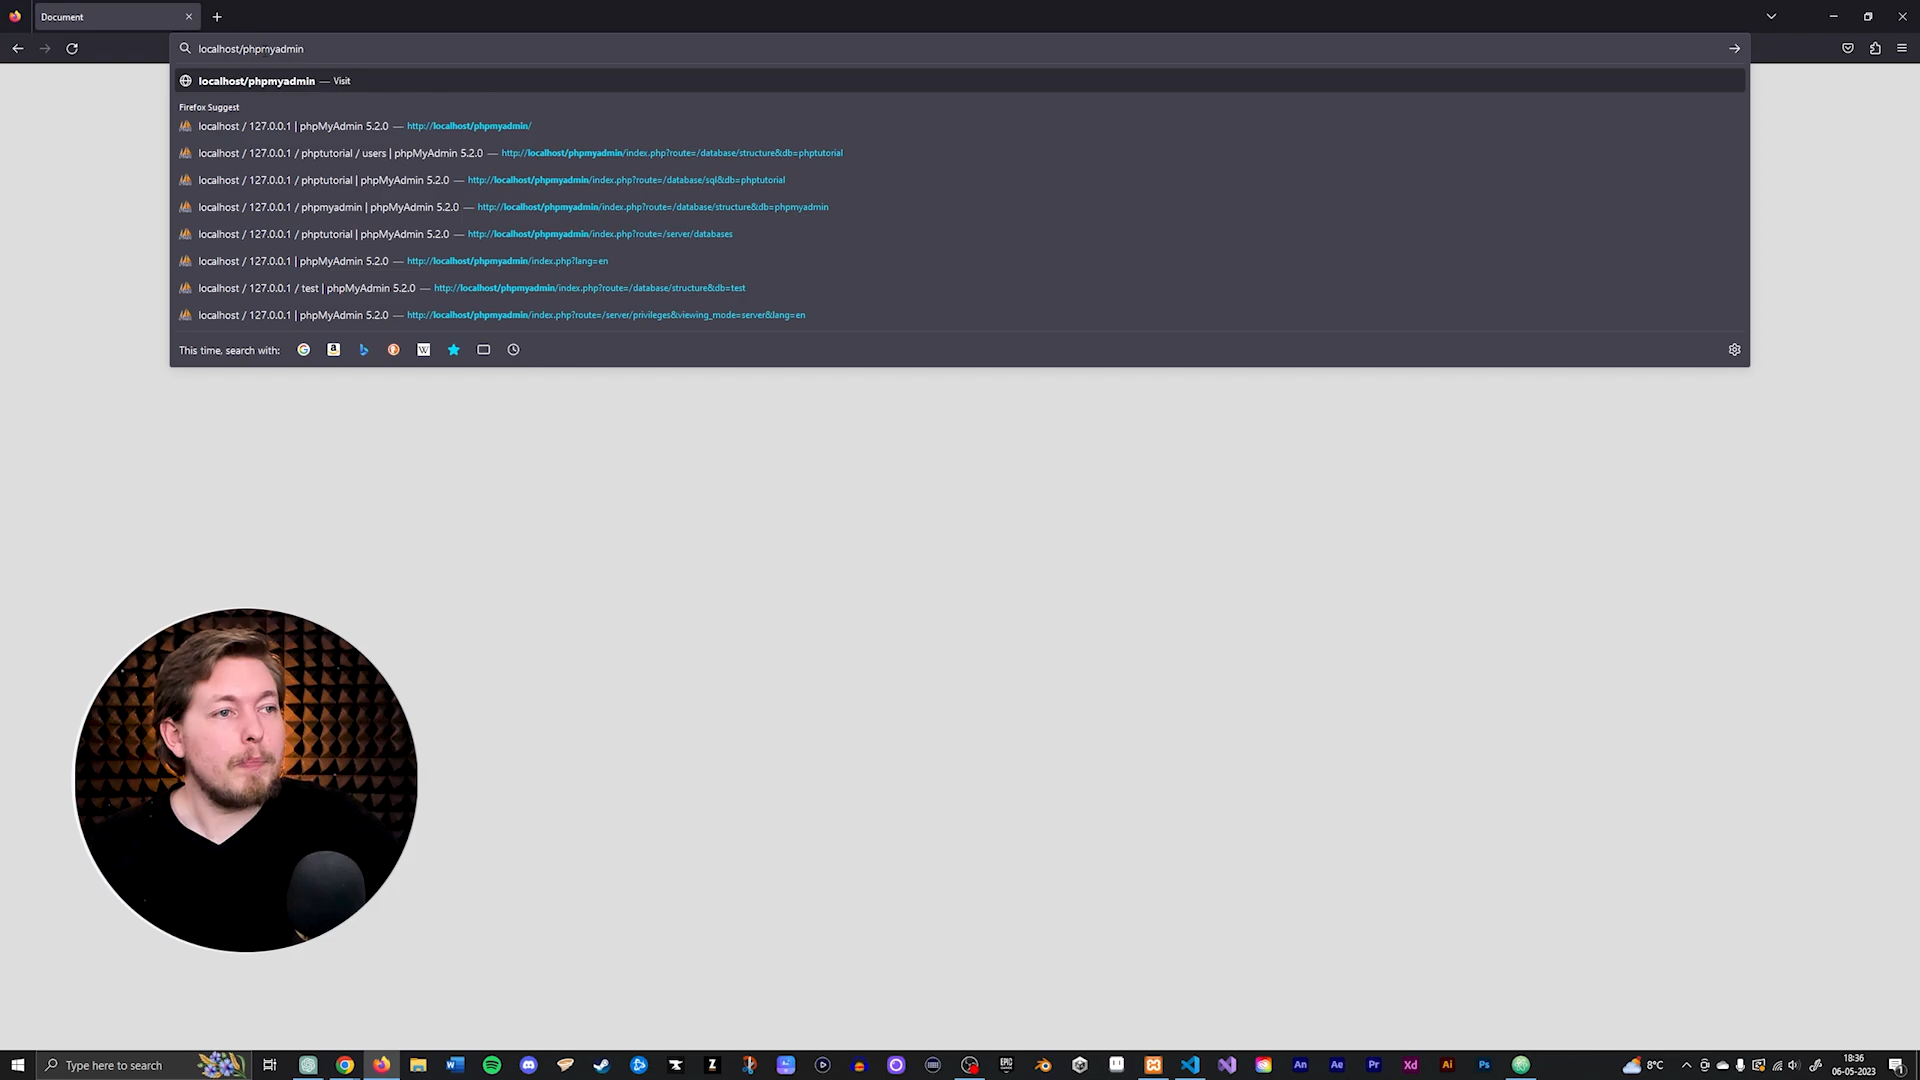 Document
localhost/phpmyadmin
localhost/phpmyadmin — Visit
Firefox Suggest
localhost / 127.0.0.1 | phpMyAdmin 5.2.0 — http://localhost/phpmyadmin/
localhost / 127.0.0.1 / phptutorial / users | phpMyAdmin 5.2.0 — http://localhost/phpmyadmin/index.php?route=/database/structure&db=phptutorial
localhost / 127.0.0.1 / phptutorial | phpMyAdmin 5.2.0 — http://localhost/phpmyadmin/index.php?route=/database/sql&db=phptutorial
localhost / 127.0.0.1 / phpmyadmin | phpMyAdmin 5.2.0 — http://localhost/phpmyadmin/index.php?route=/database/structure&db=phpmyadmin
localhost / 127.0.0.1 / phptutorial | phpMyAdmin 5.2.0 — http://localhost/phpmyadmin/index.php?route=/server/databases
localhost / 127.0.0.1 | phpMyAdmin 5.2.0 — http://localhost/phpmyadmin/index.php?lang=en
localhost / 127.0.0.1 / test | phpMyAdmin 5.2.0 — http://localhost/phpmyadmin/index.php?route=/database/structure&db=test
localhost / 127.0.0.1 | phpMyAdmin 5.2.0 — http://localhost/phpmyadmin/index.php?route=/server/privileges&viewing_mode=server&lang=en
This time, search with:
Type here to search
8°C
18:36
06-05-2023